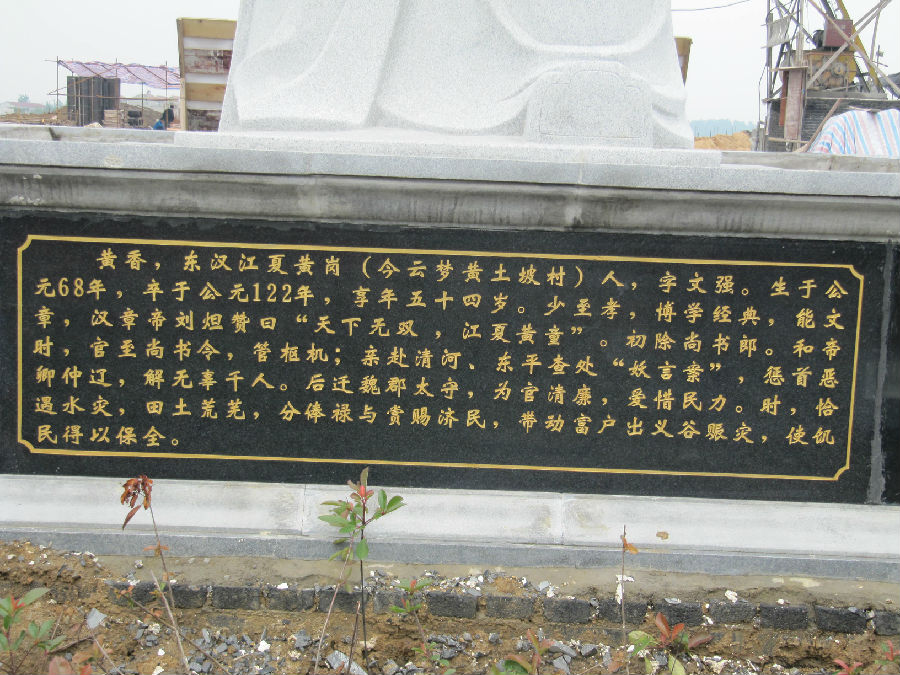 黄香，东汉江夏黄岗（今云梦黄土坡村）人，字文强。生于公
元68年，卒于公元122年，享年五十四岁。少至孝，博学经典，能文
章，汉章帝刘炟赞曰“天下无双，江夏黄童”。初除尚书郎。和帝
时，官至尚书令，管枢机；亲赴清河、东平查处“妖言案”，惩首恶
卿仲辽，解无辜千人。后迁魏郡太守，为官清廉，爱惜民力。时，恰
遇水灾，田土荒芜，分俸禄与赏赐济民，带动富户出义谷赈灾，使饥
民得以保全。